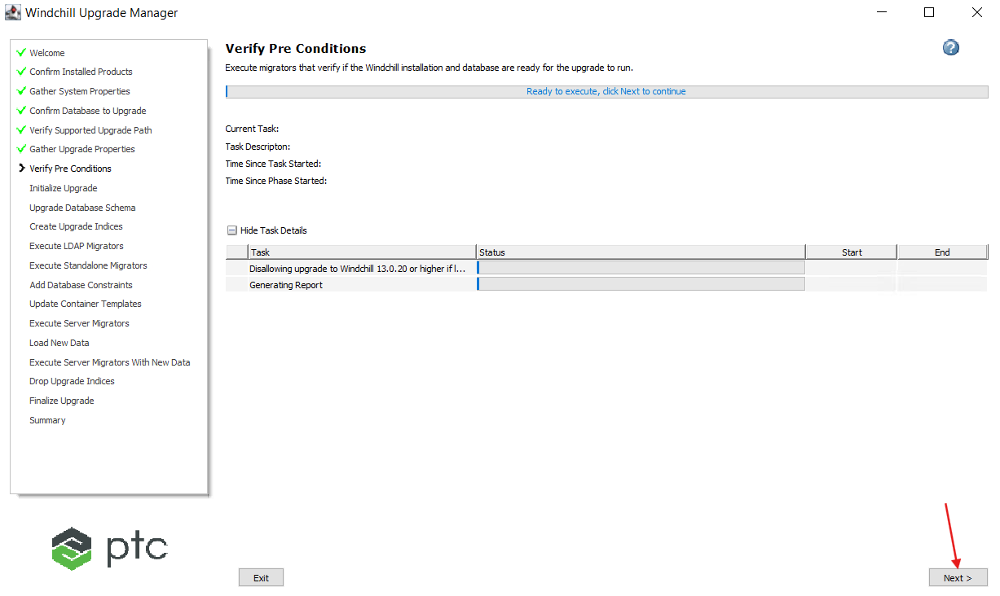 Windchill Upgrade Manager
Welcome
Confirm Installed Products
Gather System Properties
Confirm Database to Upgrade
Verify Supported Upgrade Path
Gather Upgrade Properties
Verify Pre Conditions
Initialize Upgrade
Upgrade Database Schema
Create Upgrade Indices
Execute LDAP Migrators
Execute Standalone Migrators
Add Database Constraints
Update Container Templates
Execute Server Migrators
Load New Data
Execute Server Migrators With New Data
Drop Upgrade Indices
Finalize Upgrade
Summary
ptc
Verify Pre Conditions
?
Execute migrators that verify if the Windchill installation and database are ready for the upgrade to run.
Ready to execute, click Next to continue
Current Task:
Task Descripton:
Time Since Task Started:
Time Since Phase Started:
Hide Task Details
Task Status Start End
Disallowing upgrade to Windchill 13.0.20 or higher if l...
Generating Report
Exit Next >